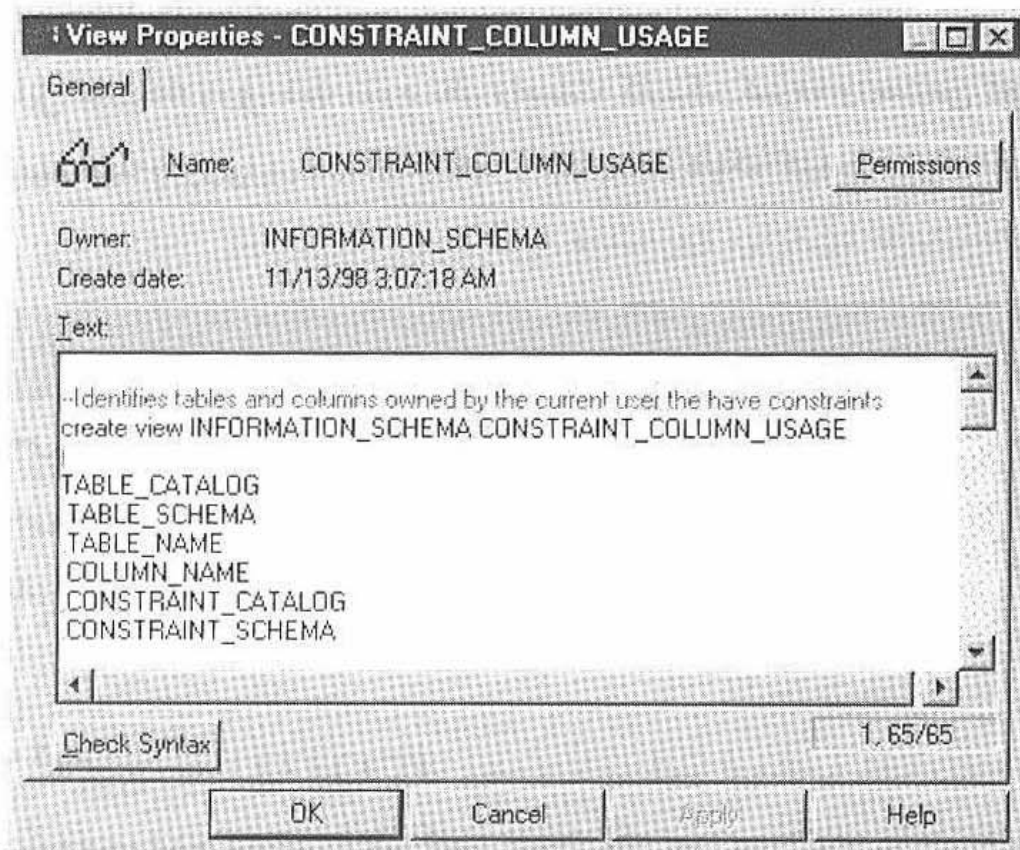 View Properties - CONSTRAINT_COLUMN_USAGE
General
Name: CONSTRAINT_COLUMN_USAGE Permissions
Owner: INFORMATION_SCHEMA
Create date: 11/13/98 3:07:18 AM
Text:
--Identifies tables and columns owned by the current user the have constraints
create view INFORMATION_SCHEMA.CONSTRAINT_COLUMN_USAGE
TABLE_CATALOG
TABLE_SCHEMA
TABLE_NAME
COLUMN_NAME
CONSTRAINT_CATALOG
CONSTRAINT_SCHEMA
Check Syntax 1, 65/65
OK Cancel Apply Help